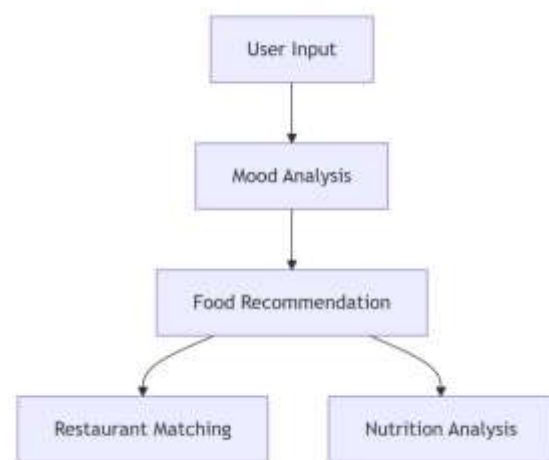 User Input
Mood Analysis
Food Recommendation
Restaurant Matching
Nutrition Analysis